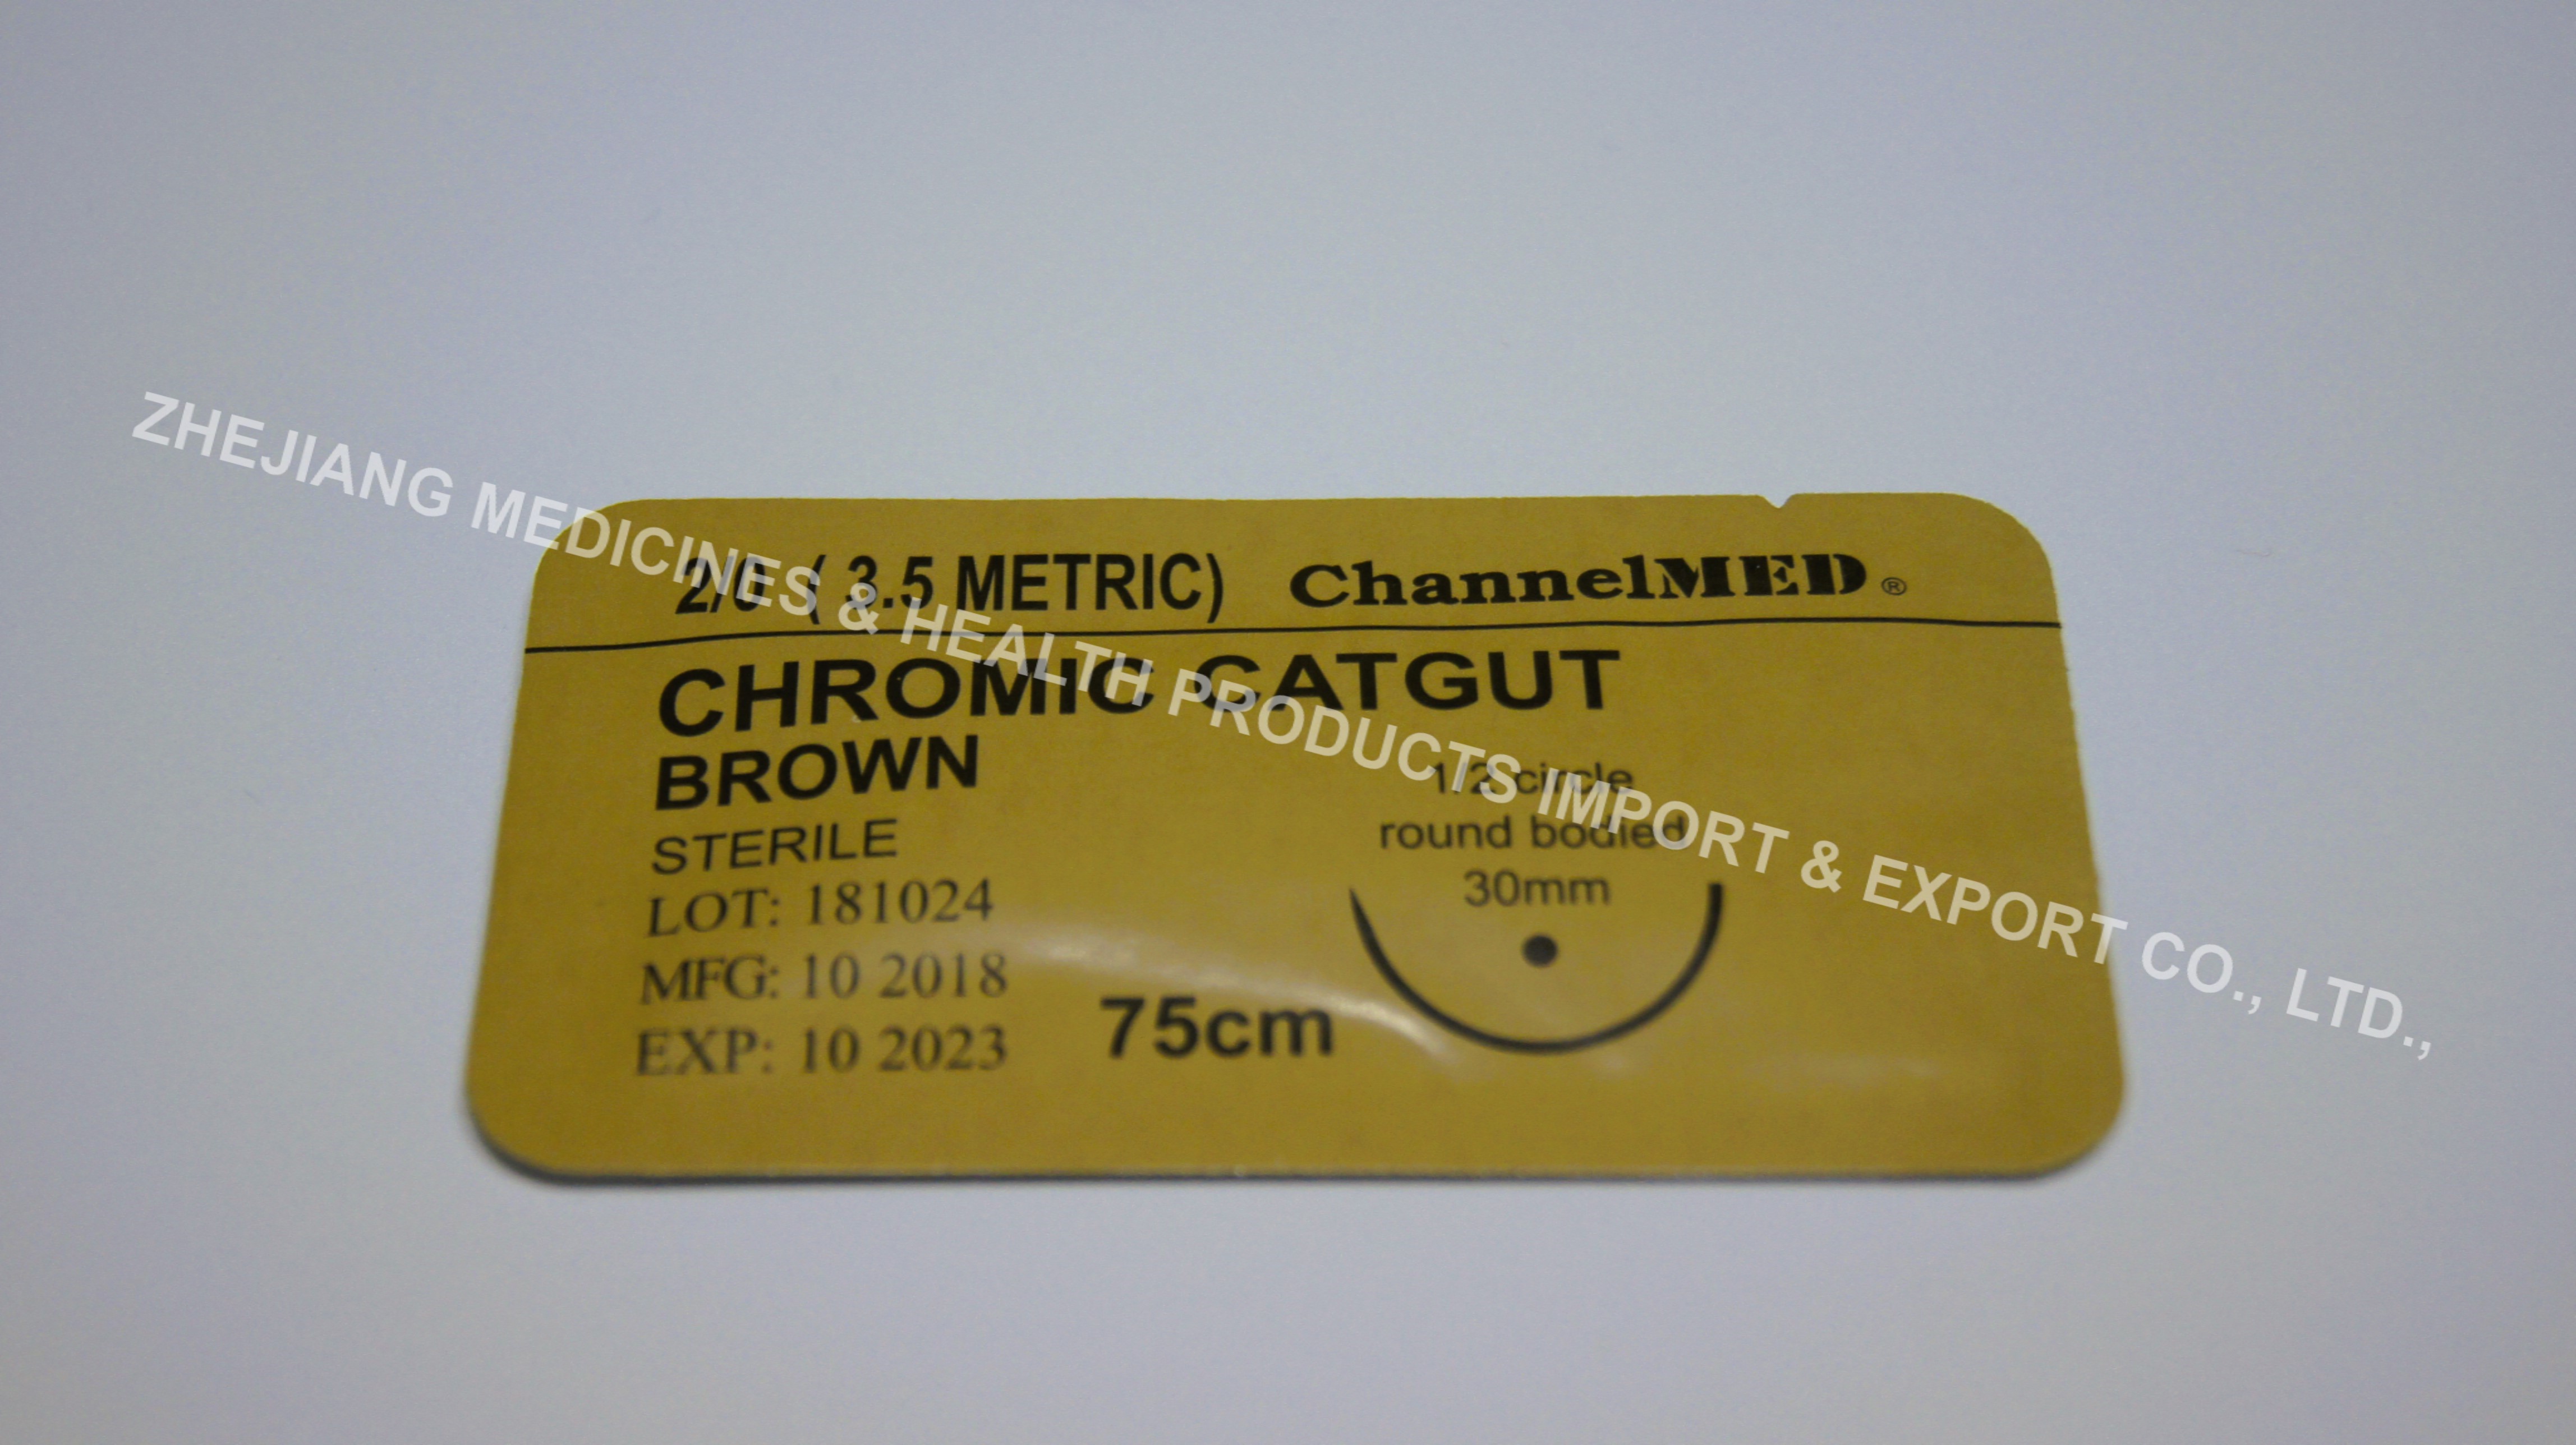 ZHEJIANG MEDICINES & HEALTH PRODUCTS IMPORT & EXPORT CO., LTD.,
2/0 ( 3.5 METRIC) ChannelMED ®
CHROMIC CATGUT
BROWN
STERILE
LOT: 181024
MFG: 10 2018
EXP: 10 2023
75cm
1/2 circle
round bodied
30mm